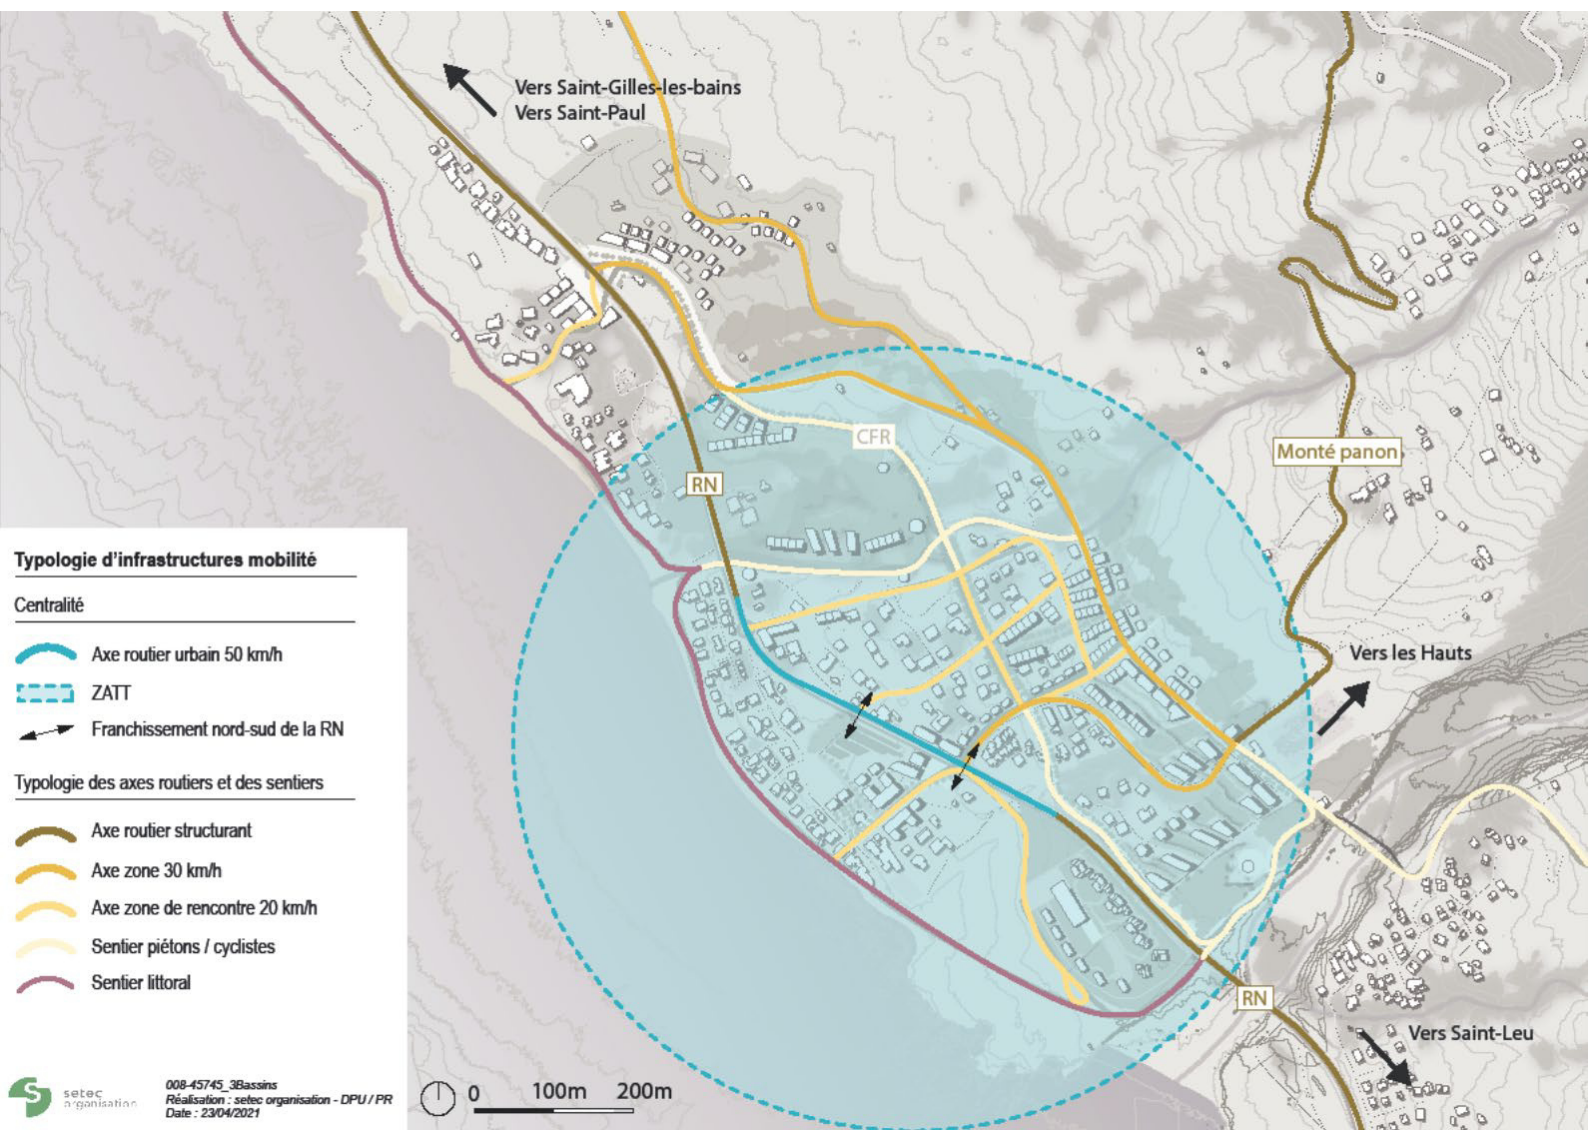 Vers Saint-Gilles-les-bains
Vers Saint-Paul
CFR
Monté panon
RN
Vers les Hauts
RN
Vers Saint-Leu
Typologie d'infrastructures mobilité
Centralité
Axe routier urbain 50 km/h
ZATT
Franchissement nord-sud de la RN
Typologie des axes routiers et des sentiers
Axe routier structurant
Axe zone 30 km/h
Axe zone de rencontre 20 km/h
Sentier piétons / cyclistes
Sentier littoral
setec
organisation
008-45745_3Bassins
Réalisation : setec organisation - DPU / PR
Date : 23/04/2021
0 100m 200m